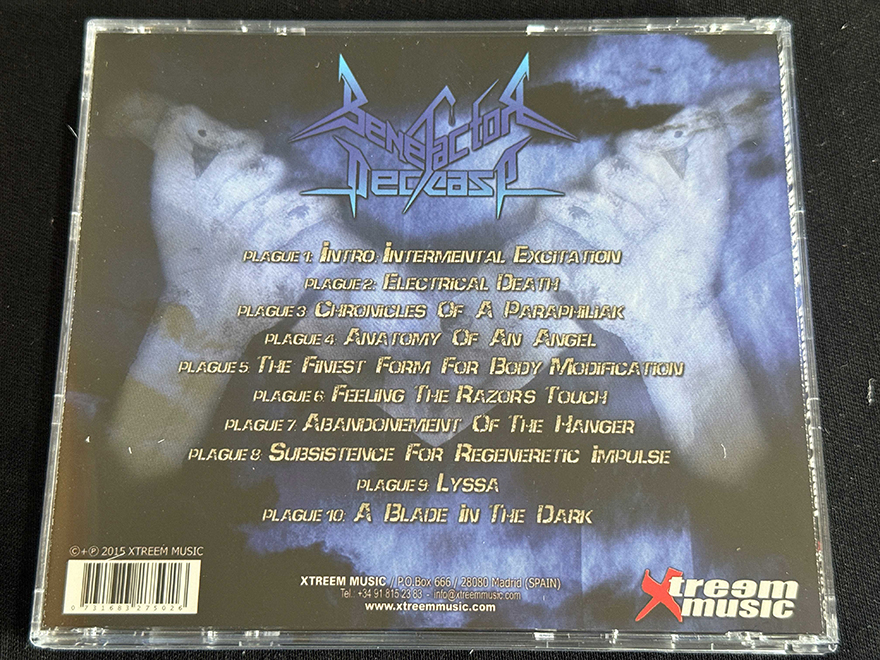 Benefactor
Decease
Plague 1: Intro: Intermental Excitation
Plague 2: Electrical Death
Plague 3: Chronicles Of A Paraphiliak
Plague 4: Anatomy Of An Angel
Plague 5: The Finest Form For Body Modification
Plague 6: Feeling The Razors Touch
Plague 7: Abandonement Of The Hanger
Plague 8: Subsistence For Regeneretic Impulse
Plague 9: Lyssa
Plague 10: A Blade in The Dark
©+℗ 2015 XTREEM MUSIC
0 731683 275026
XTREEM MUSIC / P.O.Box 666 / 28080 Madrid (SPAIN)
Tel.: +34 91 815 23 83 - info@xtreemmusic.com
www.xtreemmusic.com
Xtreem
music